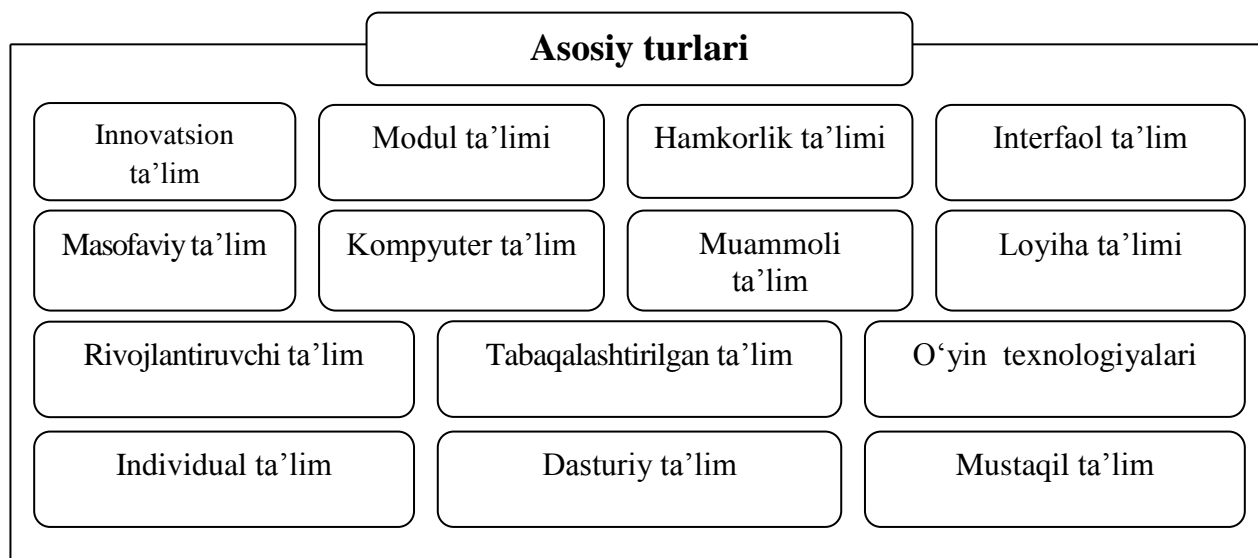 Asosiy turlari
Innovatsion
ta’lim
Modul ta’limi
Hamkorlik ta’limi
Interfaol ta’lim
Masofaviy ta’lim
Kompyuter ta’lim
Muammoli
ta’lim
Loyiha ta’limi
Rivojlantiruvchi ta’lim
Tabaqalashtirilgan ta’lim
O‘yin texnologiyalari
Individual ta’lim
Dasturiy ta’lim
Mustaqil ta’lim